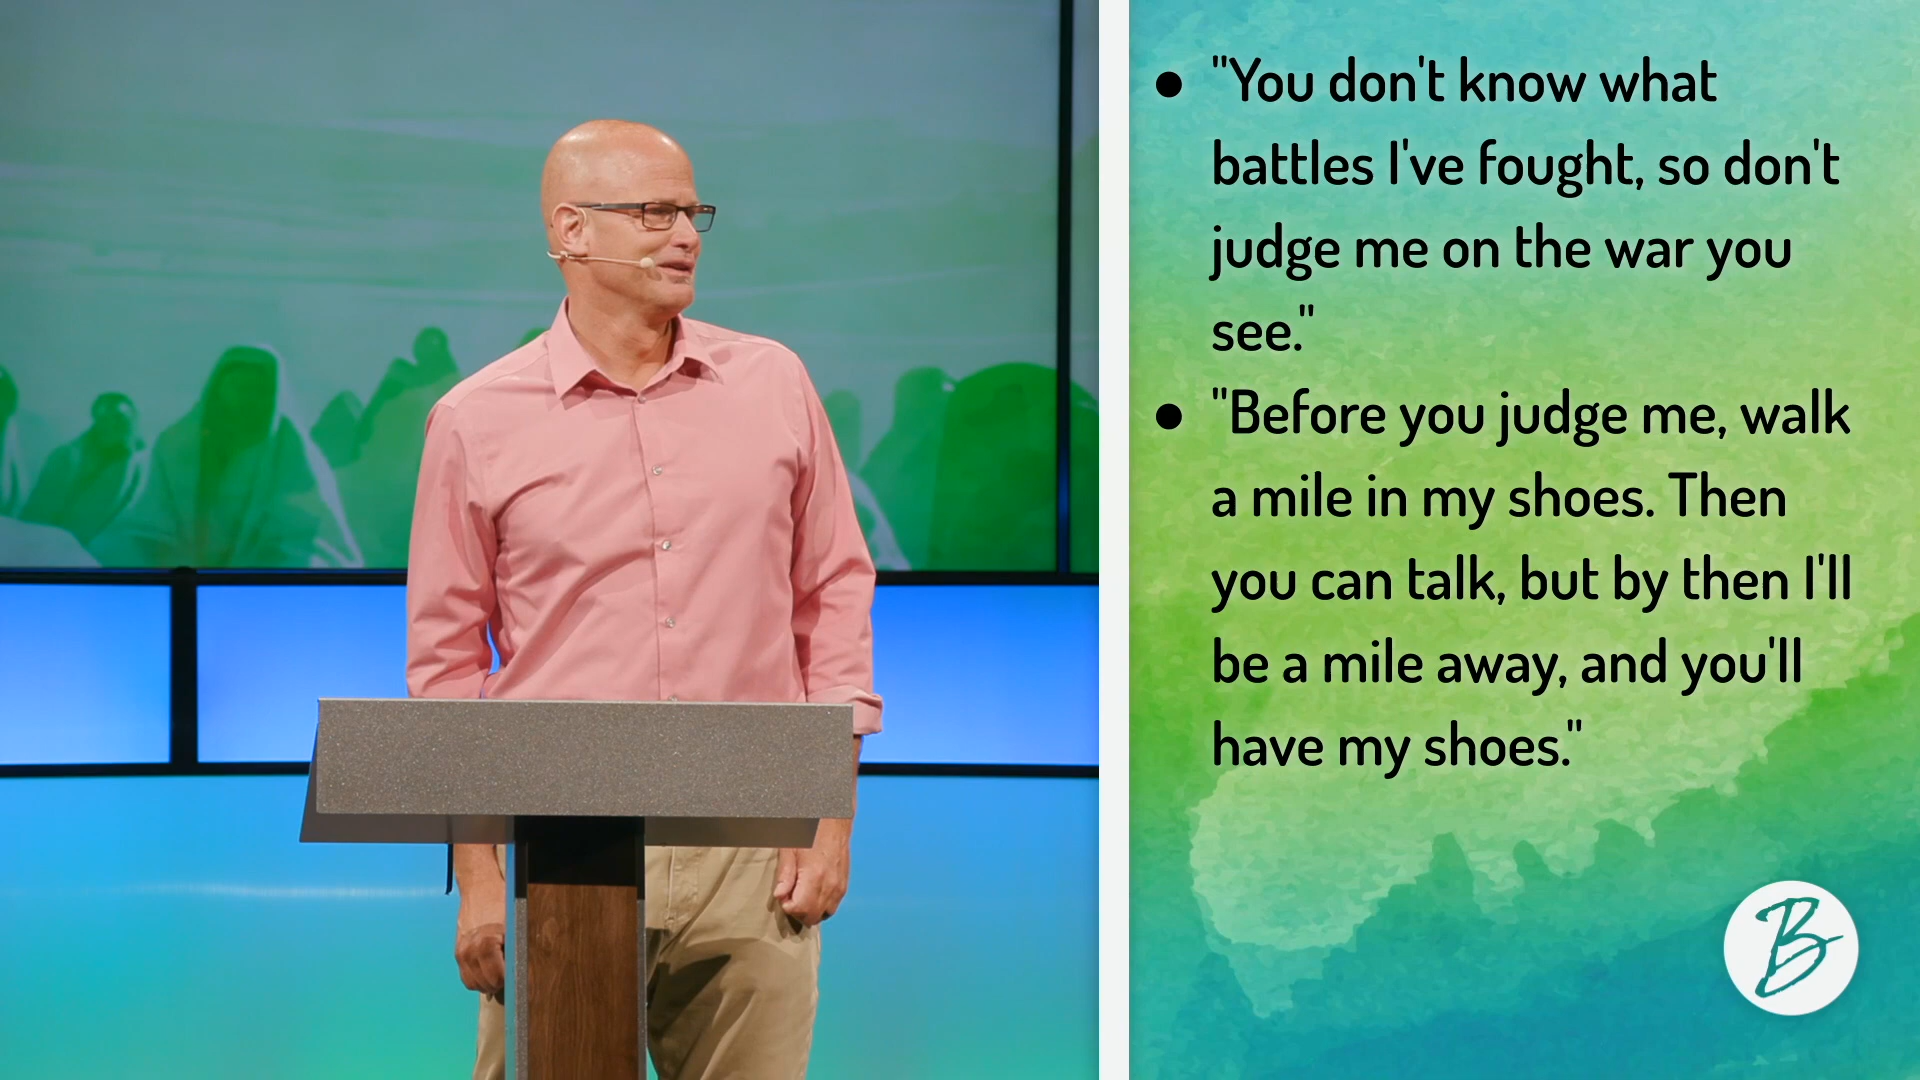 ● "You don't know what
battles I've fought, so don't
judge me on the war you
see."
● "Before you judge me, walk
a mile in my shoes. Then
you can talk, but by then I'll
be a mile away, and you'll
have my shoes."
B